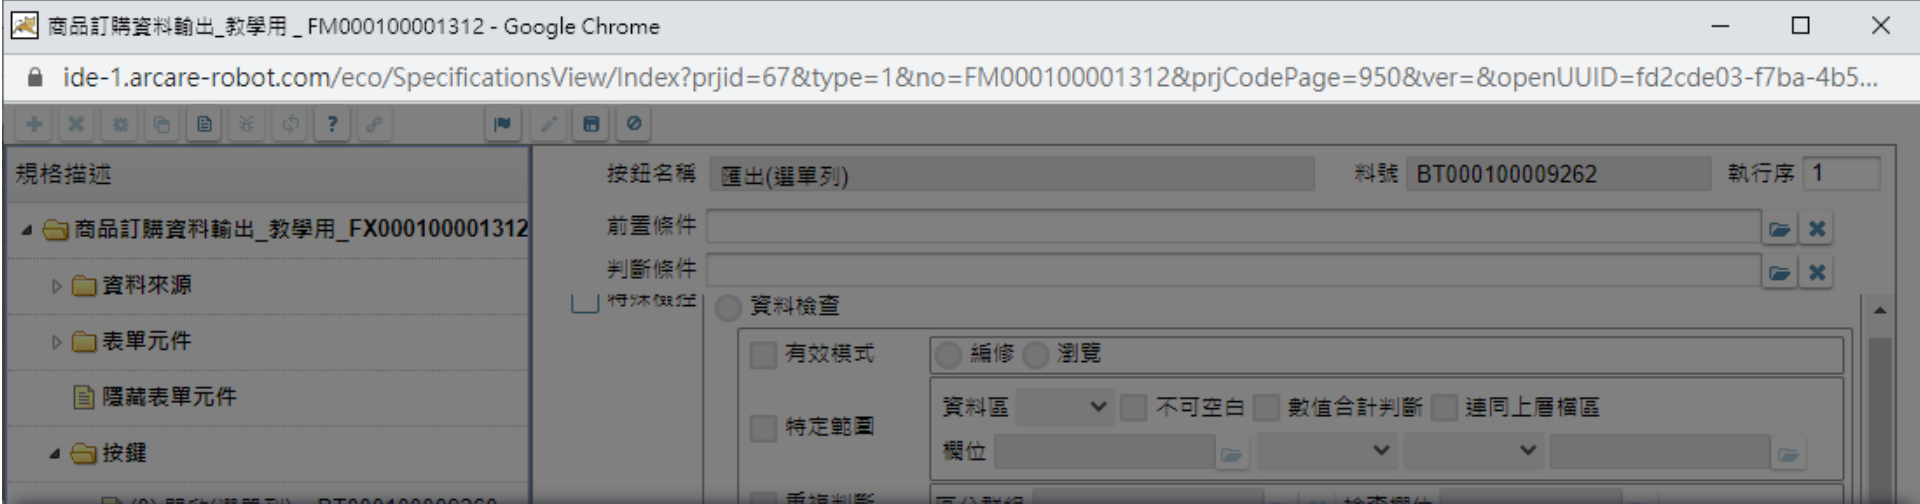 商品訂購資料輸出_教學用 _ FM000100001312 - Google Chrome
ide-1.arcare-robot.com/eco/SpecificationsView/Index?prjid=67&type=1&no=FM000100001312&prjCodePage=950&ver=&openUUID=fd2cde03-f7ba-4b5...
規格描述
商品訂購資料輸出_教學用_FX000100001312
資料來源
表單元件
隱藏表單元件
按鍵
按鈕名稱 匯出(選單列) 料號 BT000100009262 執行序 1
前置條件
判斷條件
資料檢查
有效模式 編修 瀏覽
特定範圍 資料區 不可空白 數值合計判斷 連同上層檔區
欄位